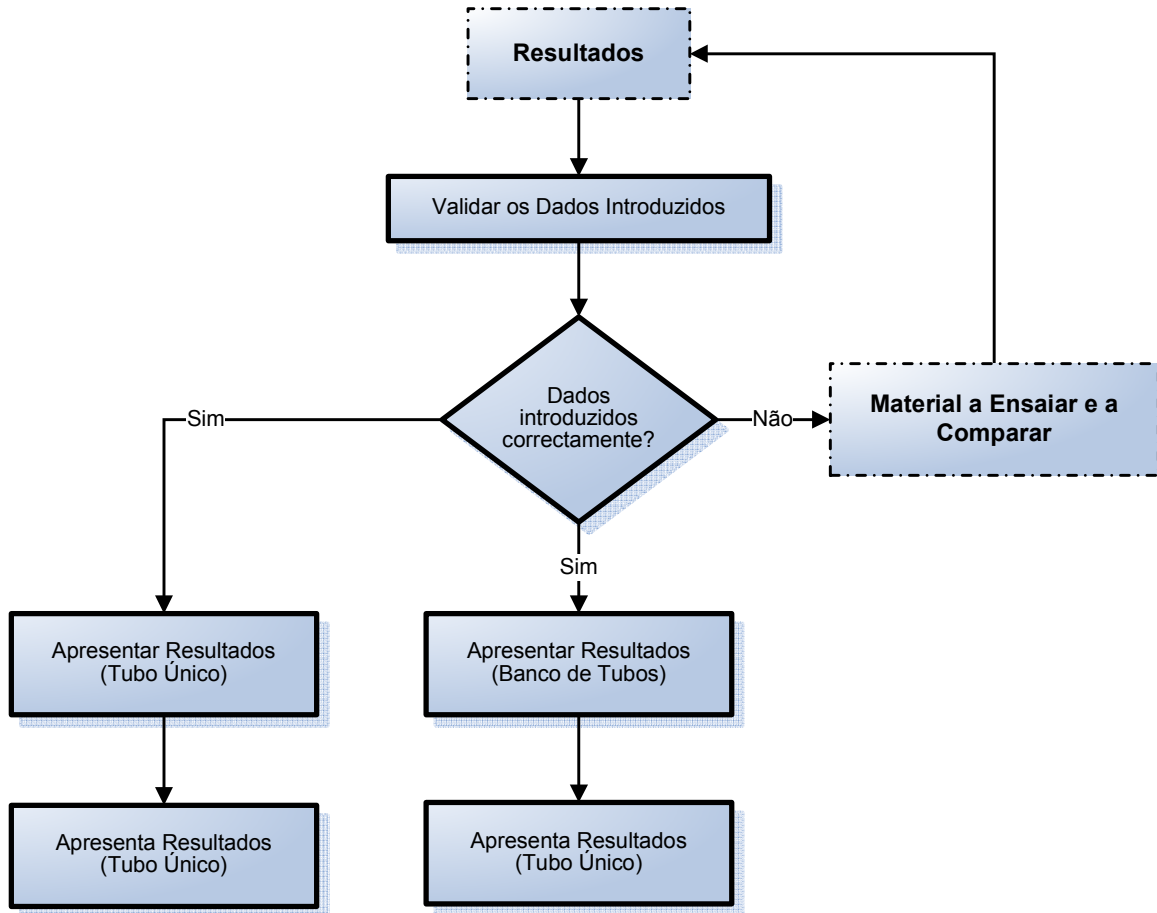 Resultados
Validar os Dados Introduzidos
Dados
introduzidos
correctamente?
Sim
Não
Material a Ensaiar e a
Comparar
Sim
Apresentar Resultados
(Tubo Único)
Apresentar Resultados
(Banco de Tubos)
Apresenta Resultados
(Tubo Único)
Apresenta Resultados
(Tubo Único)